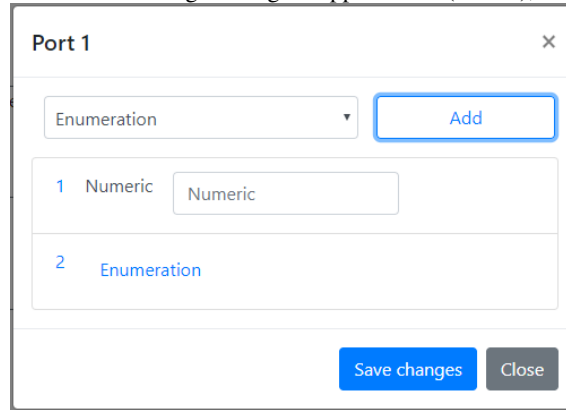 Port 1 ×
Enumeration Add
1 Numeric Numeric
2 Enumeration
Save changes Close